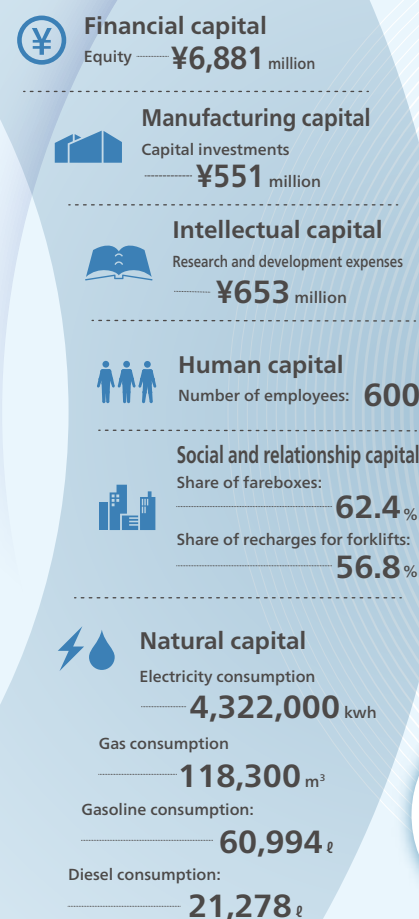 Financial capital
Equity ¥6,881 million
Manufacturing capital
Capital investments
¥551 million
Intellectual capital
Research and development expenses
¥653 million
Human capital
Number of employees: 600
Social and relationship capital
Share of fareboxes:
62.4 %
Share of recharges for forklifts:
56.8 %
Natural capital
Electricity consumption
4,322,000 kwh
Gas consumption
118,300 m³
Gasoline consumption:
60,994 ℓ
Diesel consumption:
21,278 ℓ